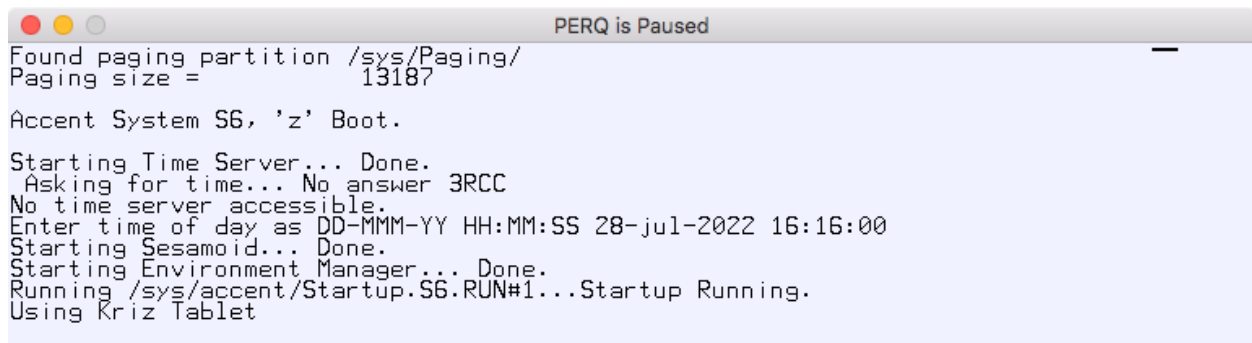 PERQ is Paused
Found paging partition /sys/Paging/
Paging size =            13187
Accent System S6, 'z' Boot.
Starting Time Server... Done.
 Asking for time... No answer 3RCC
No time server accessible.
Enter time of day as DD-MMM-YY HH:MM:SS 28-jul-2022 16:16:00
Starting Sesamoid... Done.
Starting Environment Manager... Done.
Running /sys/accent/Startup.S6.RUN#1...Startup Running.
Using Kriz Tablet